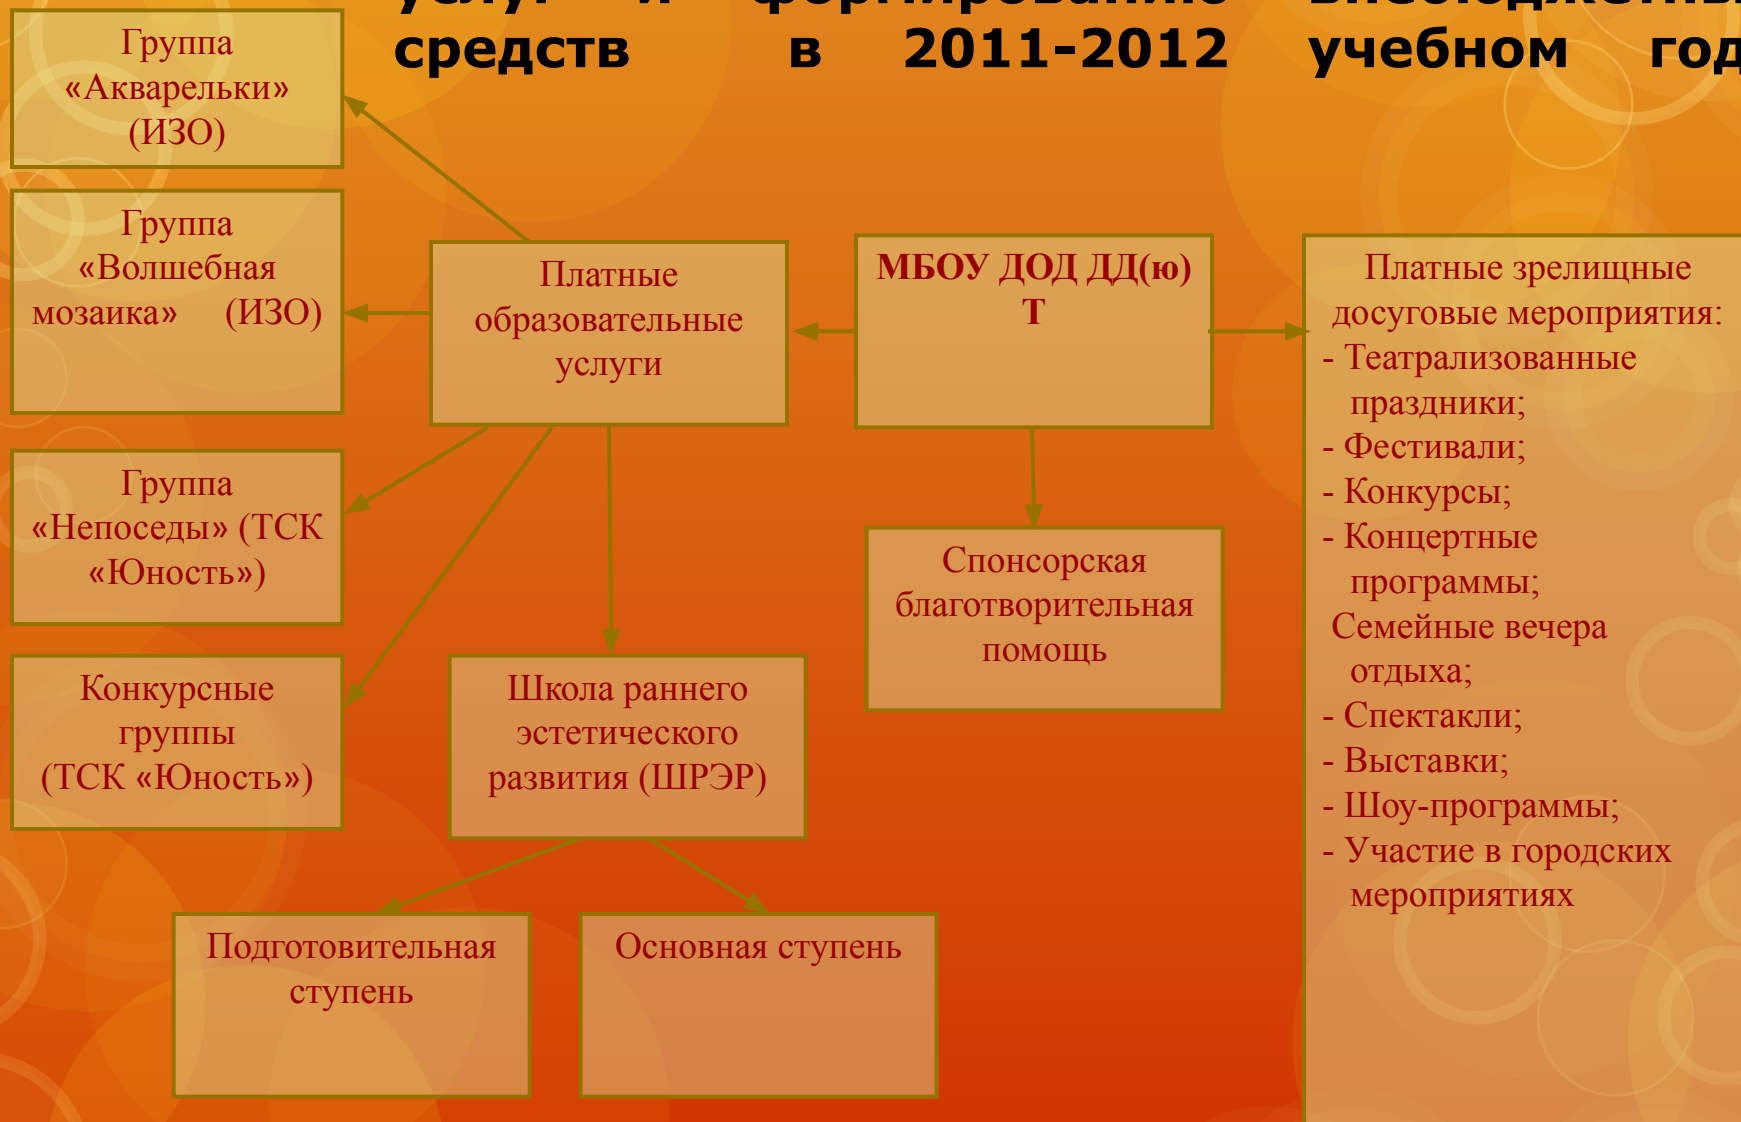 услуг и формированию внебюджетны
средств в 2011-2012 учебном год
Группа
«Акварельки»
(ИЗО)
Группа
«Волшебная
мозаика» (ИЗО)
Группа
«Непоседы» (ТСК
«Юность»)
Конкурсные
группы
(ТСК «Юность»)
Платные
образовательные
услуги
МБОУ ДОД ДД(ю)
Т
Спонсорская
благотворительная
помощь
Школа раннего
эстетического
развития (ШРЭР)
Подготовительная
ступень
Основная ступень
Платные зрелищные
досуговые мероприятия:
- Театрализованные
праздники;
- Фестивали;
- Конкурсы;
- Концертные
программы;
Семейные вечера
отдыха;
- Спектакли;
- Выставки;
- Шоу-программы;
- Участие в городских
мероприятиях